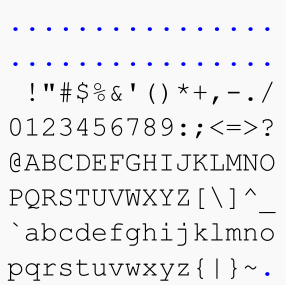 ................
................
 !"#$%&'()*+,-./
0123456789:;<=>?
@ABCDEFGHIJKLMNO
PQRSTUVWXYZ[\]^_
`abcdefghijklmno
pqrstuvwxyz{|}~.